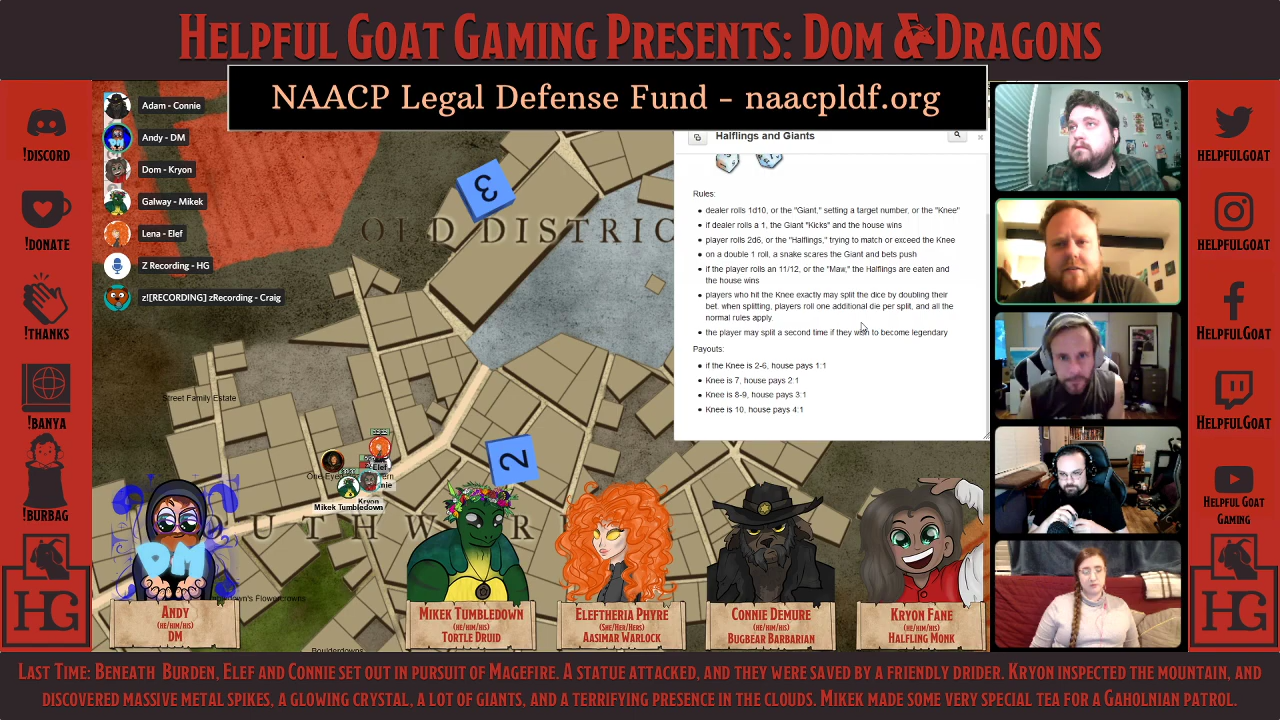 HELPFUL GOAT GAMING PRESENTS: DOM & DRAGONS
NAACP Legal Defense Fund - naacpldf.org
!DISCORD
!DONATE
!THANKS
!BANYA
!BURBAG
HG
Adam - Connie
Andy - DM
Dom - Kryon
Galway - Mikek
Lena - Elef
Z Recording - HG
z![RECORDING] zRecording - Craig
OLD DISTRIC
3
2
Street Family Estate
Elef
Kryon
Mikek Tumbledown
OUTHWAR
Boulderdowns
Halflings and Giants
Rules:
dealer rolls 1d10, or the "Giant," setting a target number, or the "Knee"
if dealer rolls a 1, the Giant "Kicks" and the house wins
player rolls 2d6, or the "Halflings," trying to match or exceed the Knee
on a double 1 roll, a snake scares the Giant and bets push
if the player rolls an 11/12, or the "Maw," the Halflings are eaten and
the house wins
players who hit the Knee exactly may split the dice by doubling their
bet. when splitting, players roll one additional die per split, and all the
normal rules apply.
the player may split a second time if they wish to become legendary
Payouts:
if the Knee is 2-6, house pays 1:1
Knee is 7, house pays 2:1
Knee is 8-9, house pays 3:1
Knee is 10, house pays 4:1
DM
ANDY
(HE/HIM/HIS)
DM
MIKEK TUMBLEDOWN
(HE/HIM/HIS)
TORTLE DRUID
ELEFTHERIA PHYRE
(SHE/HER/HERS)
AASIMAR WARLOCK
CONNIE DEMURE
(HE/HIM/HIS)
BUGBEAR BARBARIAN
KRYON FANE
(HE/HIM/HIS)
HALFLING MONK
HELPFULGOAT
HELPFULGOAT
HELPFULGOAT
HELPFULGOAT
HELPFUL GOAT
GAMING
HG
LAST TIME: BENEATH BURDEN, ELEF AND CONNIE SET OUT IN PURSUIT OF MAGEFIRE. A STATUE ATTACKED, AND THEY WERE SAVED BY A FRIENDLY DRIDER. KRYON INSPECTED THE MOUNTAIN, AND
DISCOVERED MASSIVE METAL SPIKES, A GLOWING CRYSTAL, A LOT OF GIANTS, AND A TERRIFYING PRESENCE IN THE CLOUDS. MIKEK MADE SOME VERY SPECIAL TEA FOR A GAHOLNIAN PATROL.